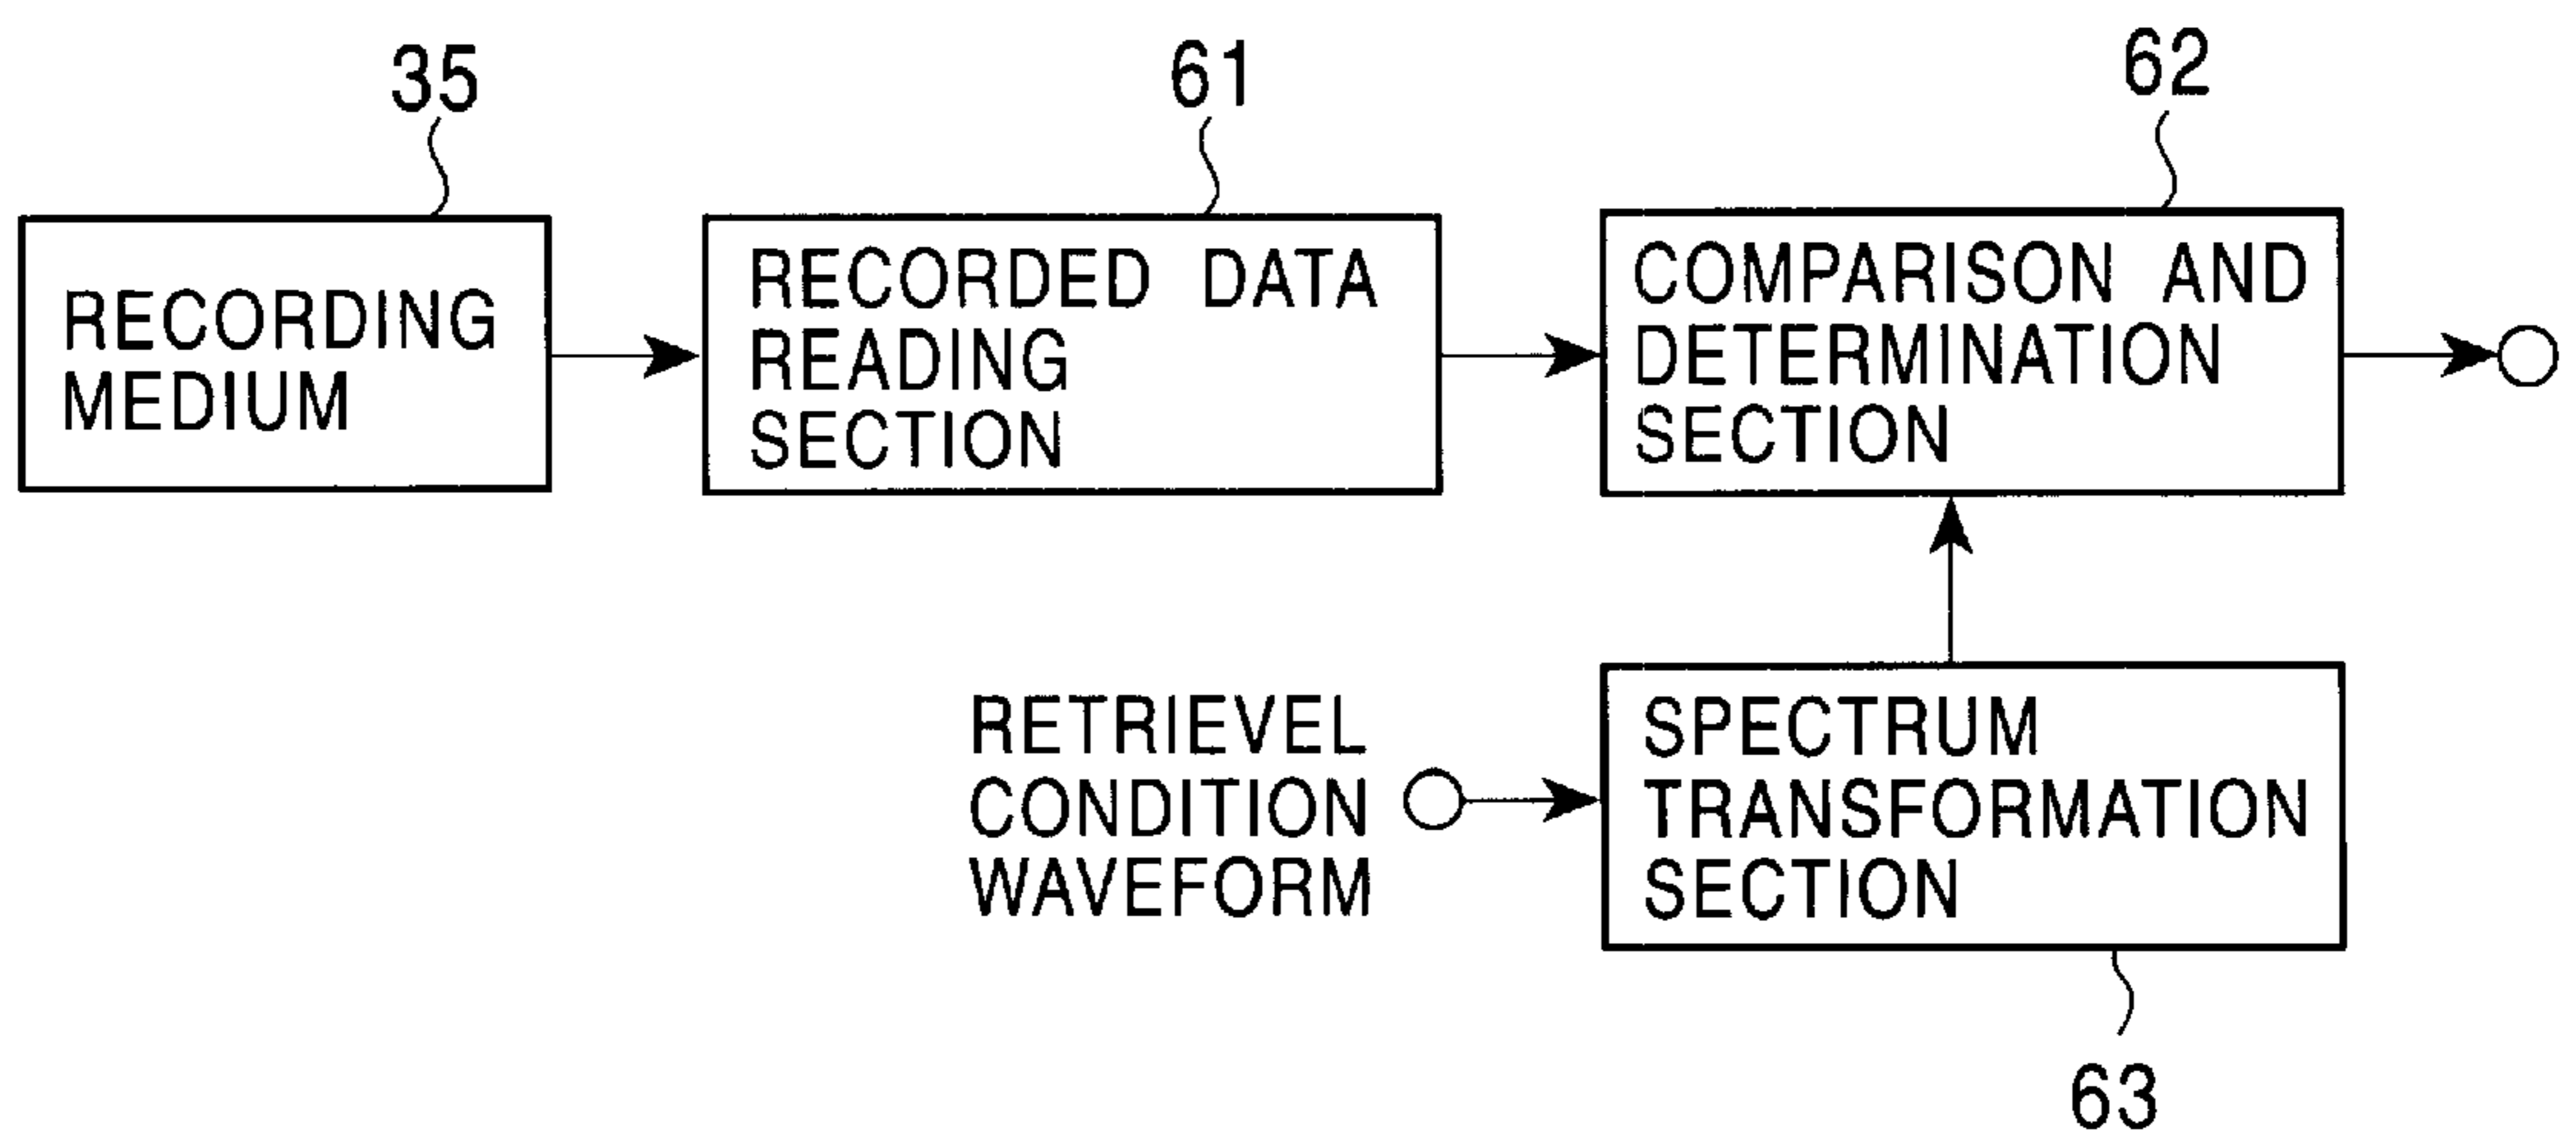 35
61
62
RECORDING
MEDIUM
RECORDED DATA
READING
SECTION
COMPARISON AND
DETERMINATION
SECTION
RETRIEVEL
CONDITION
WAVEFORM
SPECTRUM
TRANSFORMATION
SECTION
63